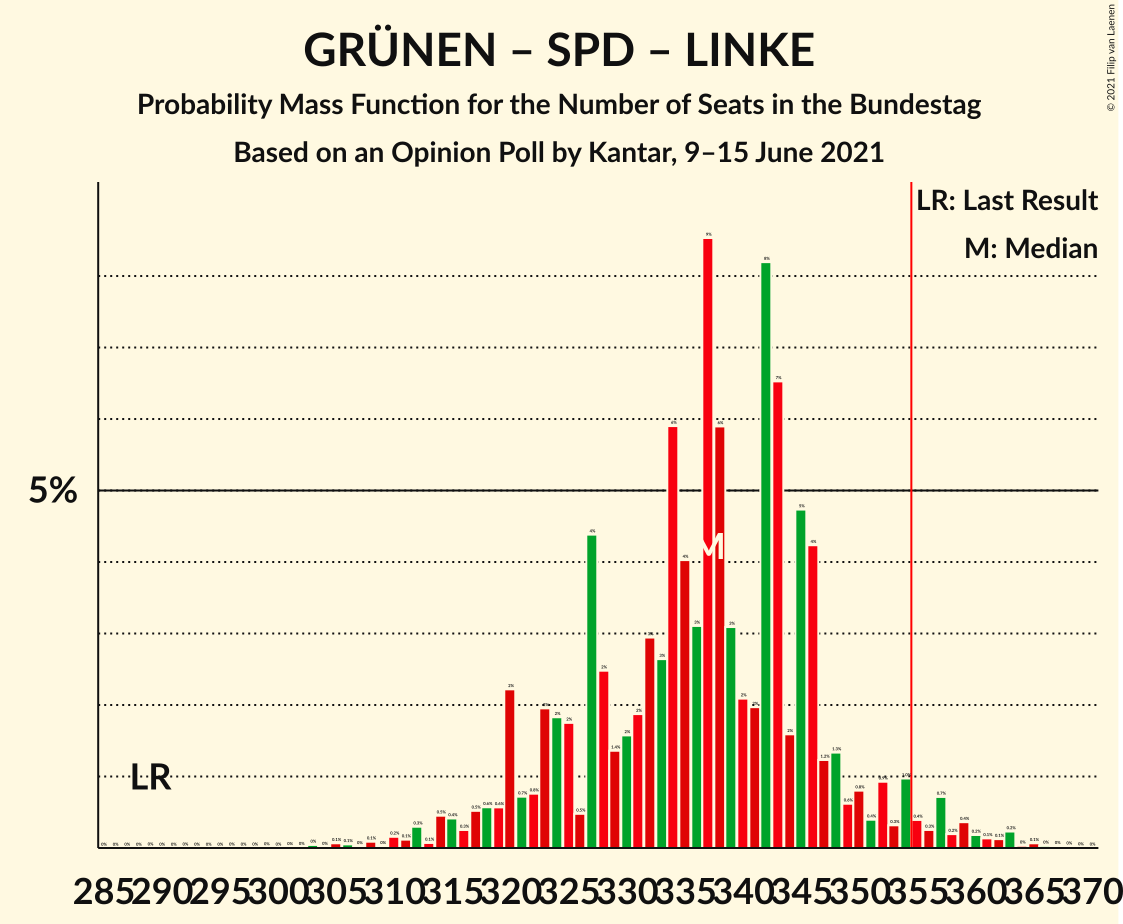 GRÜNEN – SPD – LINKE
Probability Mass Function for the Number of Seats in the Bundestag
Based on an Opinion Poll by Kantar, 9–15 June 2021
© 2021 Filip van Laenen
LR: Last Result
M: Median
5%
M
LR
285 290 295 300 305 310 315 320 325 330 335 340 345 350 355 360 365 370